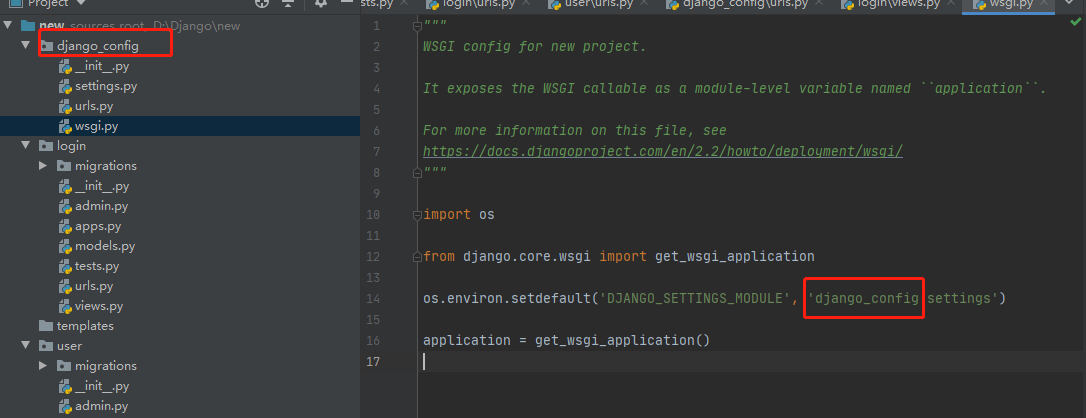 Project
sts.py
login\urls.py
user\urls.py
django_config\urls.py
login\views.py
wsgi.py
new sources root, D:\Django\new
django_config
__init__.py
settings.py
urls.py
wsgi.py
login
migrations
__init__.py
admin.py
apps.py
models.py
tests.py
urls.py
views.py
templates
user
migrations
__init__.py
admin.py
1 """
2 WSGI config for new project.
3
4 It exposes the WSGI callable as a module-level variable named ``application``.
5
6 For more information on this file, see
7 https://docs.djangoproject.com/en/2.2/howto/deployment/wsgi/
8 """
9
10 import os
11
12 from django.core.wsgi import get_wsgi_application
13
14 os.environ.setdefault('DJANGO_SETTINGS_MODULE', 'django_config.settings')
15
16 application = get_wsgi_application()
17